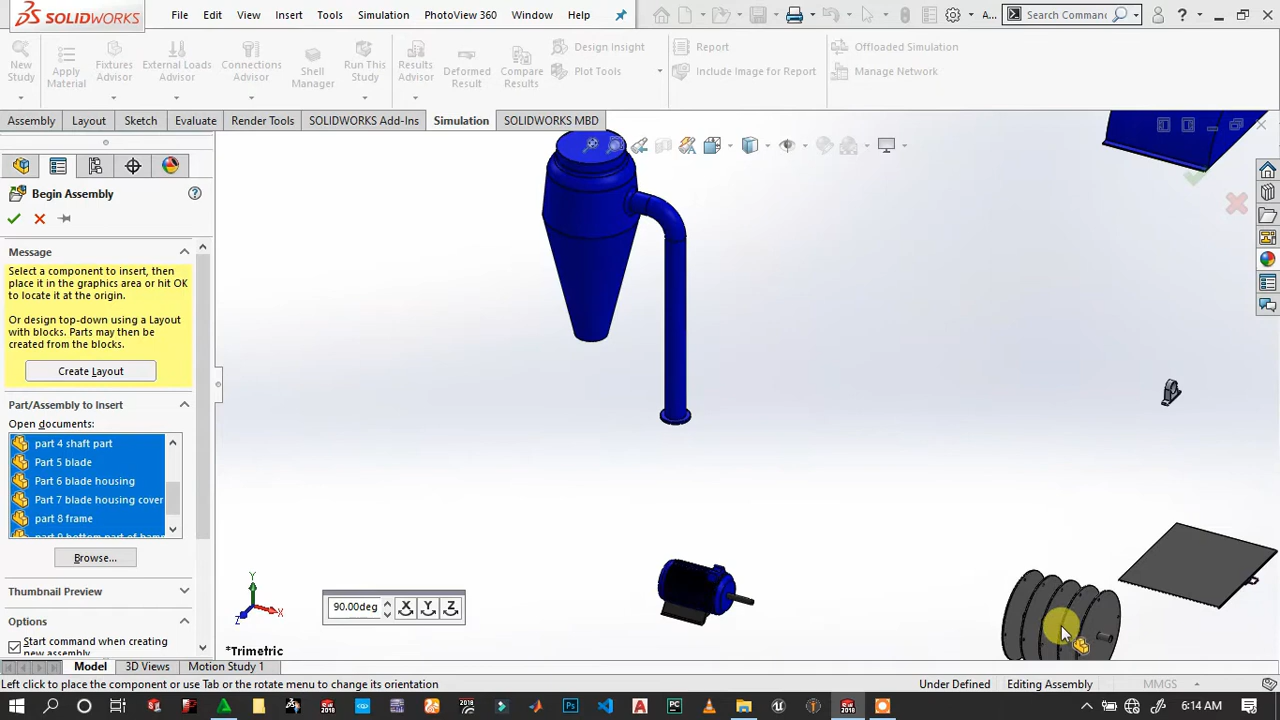 SOLIDWORKS File Edit View Insert Tools Simulation PhotoView 360 Window Help A... Search Comman
New Study Apply Material Fixtures Advisor External Loads Advisor Connections Advisor Shell Manager Run This Study Results Advisor Deformed Result Compare Results Design Insight Plot Tools Report Include Image for Report Offloaded Simulation Manage Network
Assembly Layout Sketch Evaluate Render Tools SOLIDWORKS Add-Ins Simulation SOLIDWORKS MBD
Begin Assembly
Message
Select a component to insert, then
place it in the graphics area or hit OK
to locate it at the origin.
Or design top-down using a Layout
with blocks. Parts may then be
created from the blocks.
Create Layout
Part/Assembly to Insert
Open documents:
part 4 shaft part
Part 5 blade
Part 6 blade housing
Part 7 blade housing cover
part 8 frame
Browse...
Thumbnail Preview
Options
Start command when creating
new assembly
90.00deg X Y Z
Y
X
Z
*Trimetric
Model 3D Views Motion Study 1
Left click to place the component or use Tab or the rotate menu to change its orientation Under Defined Editing Assembly MMGS
6:14 AM